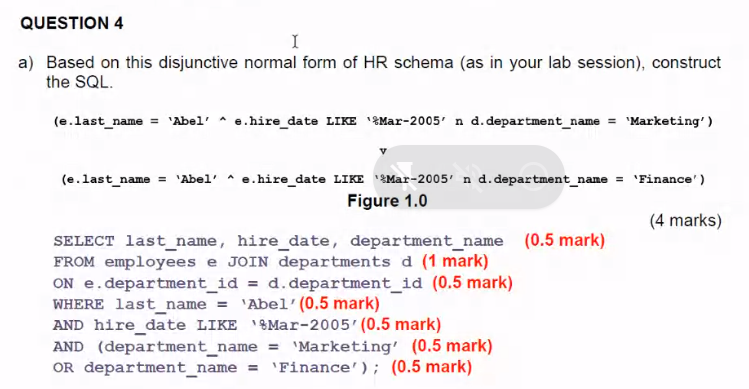 QUESTION 4
a) Based on this disjunctive normal form of HR schema (as in your lab session), construct
the SQL.
(e.last_name = ‘Abel’ ^ e.hire_date LIKE ‘%Mar-2005’ n d.department_name = ‘Marketing’)
v
(e.last_name = ‘Abel’ ^ e.hire_date LIKE ‘%Mar-2005’ n d.department_name = ‘Finance’)
Figure 1.0
(4 marks)
SELECT last_name, hire_date, department_name (0.5 mark)
FROM employees e JOIN departments d (1 mark)
ON e.department_id = d.department_id (0.5 mark)
WHERE last_name = ‘Abel’ (0.5 mark)
AND hire_date LIKE ‘%Mar-2005’ (0.5 mark)
AND (department_name = ‘Marketing’ (0.5 mark)
OR department_name = ‘Finance’); (0.5 mark)